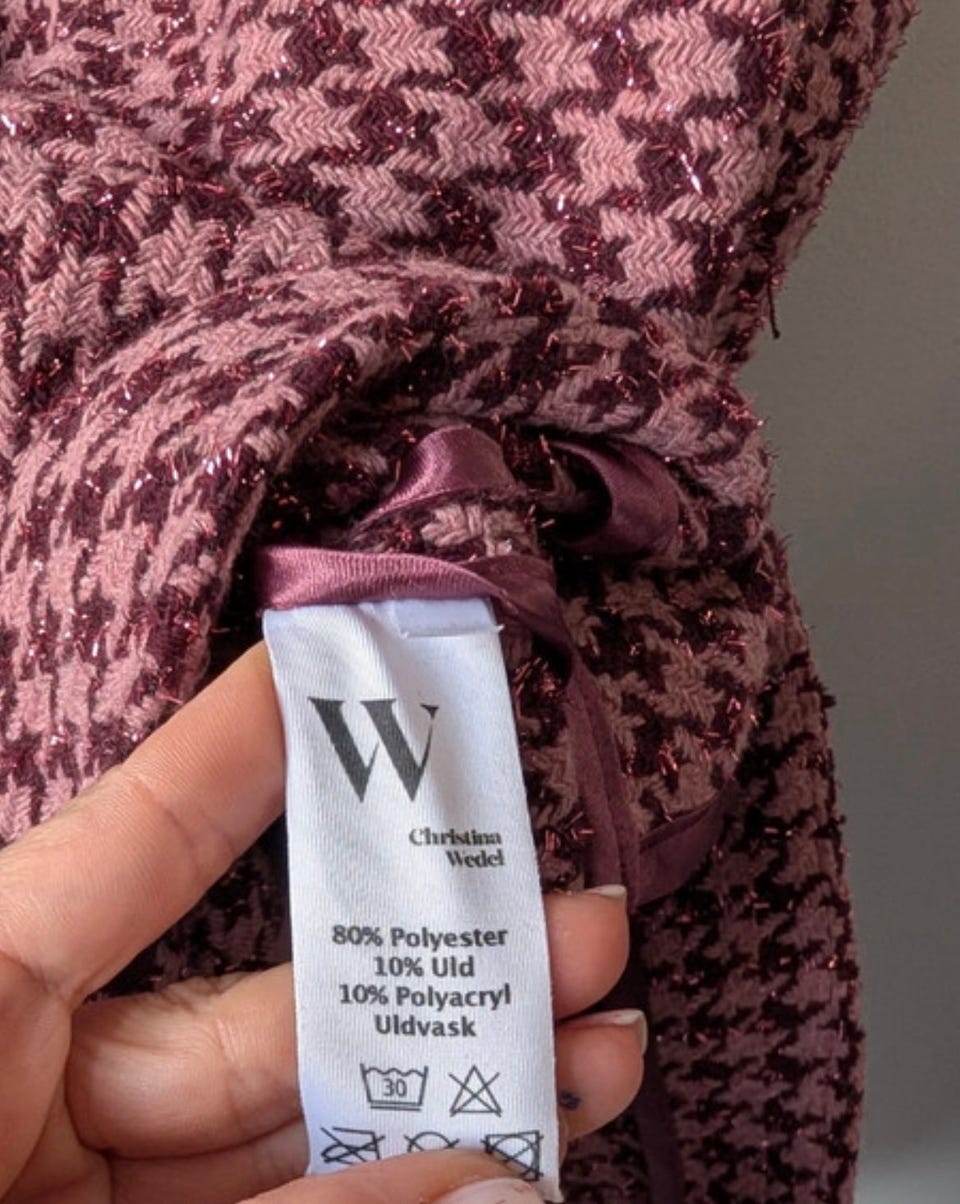 W
Christina
Wedel
80% Polyester
10% Uld
10% Polyacryl
Uldvask
30